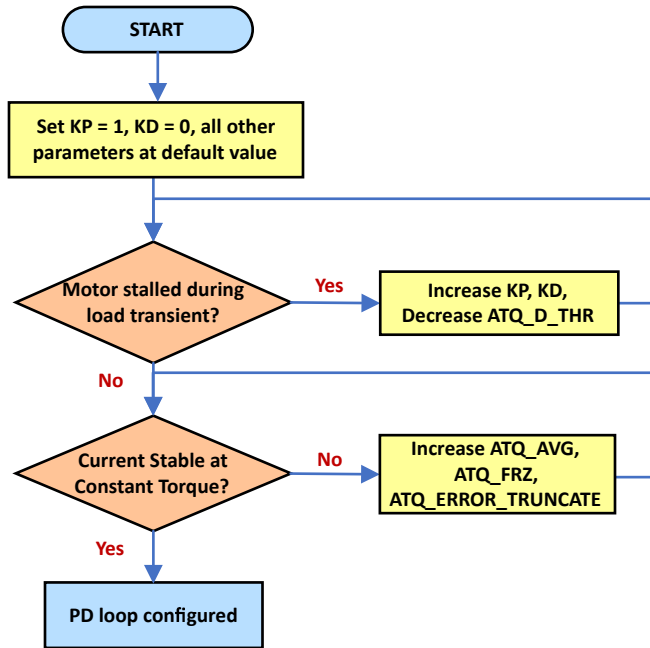 START
Set KP = 1, KD = 0, all other
parameters at default value
Motor stalled during
load transient?
Yes
Increase KP, KD,
Decrease ATQ_D_THR
No
Current Stable at
Constant Torque?
No
Increase ATQ_AVG,
ATQ_FRZ,
ATQ_ERROR_TRUNCATE
Yes
PD loop configured